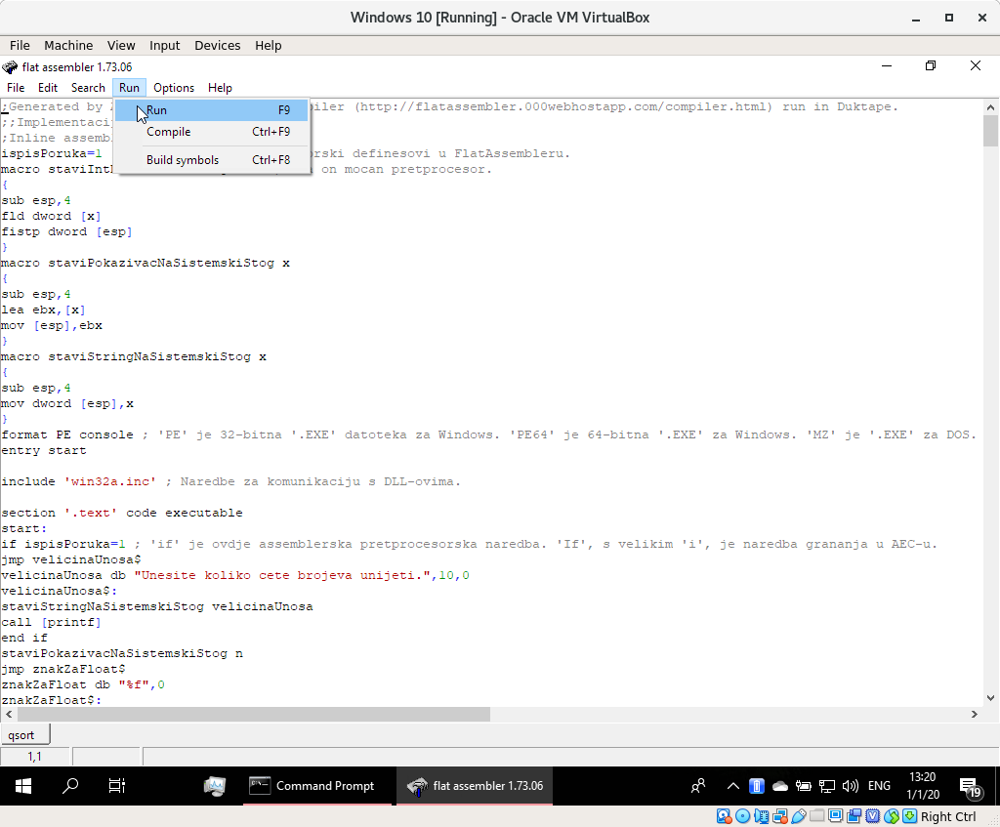 Windows 10 [Running] - Oracle VM VirtualBox
File Machine View Input Devices Help
flat assembler 1.73.06
File Edit Search Run Options Help
Run F9
Compile Ctrl+F9
Build symbols Ctrl+F8
;Generated by piler (http://flatassembler.000webhostapp.com/compiler.html) run in Duktape.
;;Implementaci
;Inline assemb
ispisPoruka=1 rski definesovi u FlatAssembleru.
macro staviInt on mocan pretprocesor.
{
sub esp,4
fld dword [x]
fistp dword [esp]
}
macro staviPokazivacNaSistemskiStog x
{
sub esp,4
lea ebx,[x]
mov [esp],ebx
}
macro staviStringNaSistemskiStog x
{
sub esp,4
mov dword [esp],x
}
format PE console ; 'PE' je 32-bitna '.EXE' datoteka za Windows. 'PE64' je 64-bitna '.EXE' za Windows. 'MZ' je '.EXE' za DOS.
entry start
include 'win32a.inc' ; Naredbe za komunikaciju s DLL-ovima.
section '.text' code executable
start:
if ispisPoruka=1 ; 'if' je ovdje assemblerska pretprocesorska naredba. 'If', s velikim 'i', je naredba grananja u AEC-u.
jmp velicinaUnosa$
velicinaUnosa db "Unesite koliko cete brojeva unijeti.",10,0
velicinaUnosa$:
staviStringNaSistemskiStog velicinaUnosa
call [printf]
end if
staviPokazivacNaSistemskiStog n
jmp znakZaFloat$
znakZaFloat db "%f",0
znakZaFloat$:
qsort
1,1
Command Prompt
flat assembler 1.73.06
ENG
13:20
1/1/20
19
Right Ctrl